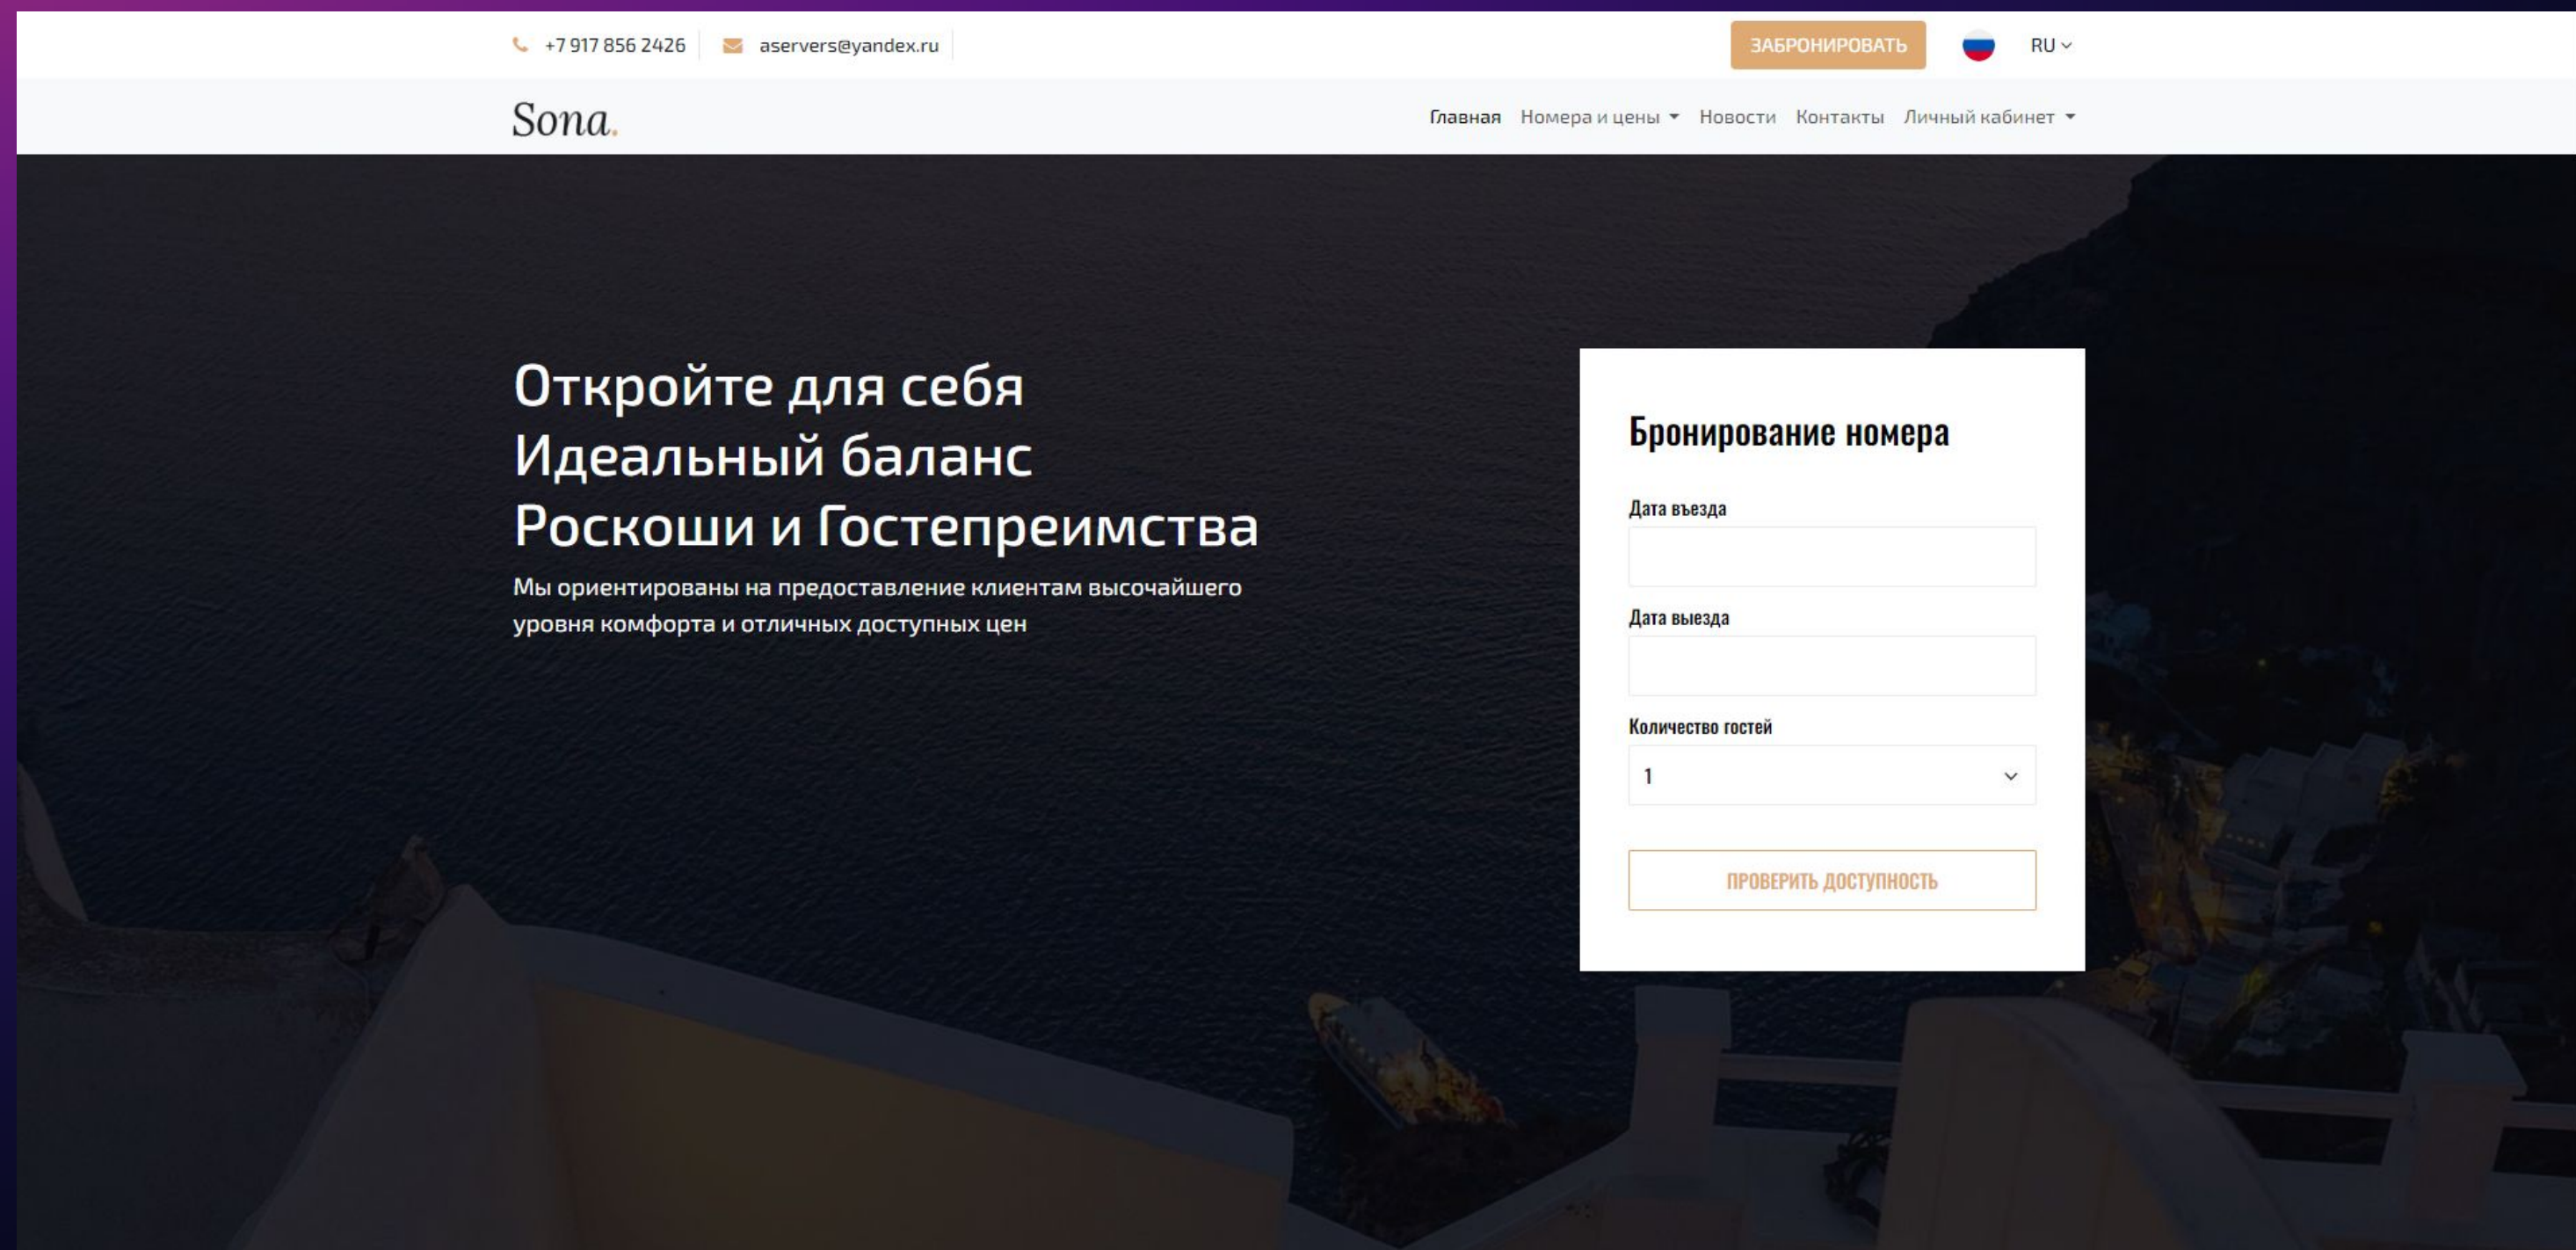 +7 917 856 2426 aservers@yandex.ru ЗАБРОНИРОВАТЬ RU
Sona. Главная Номера и цены Новости Контакты Личный кабинет
Откройте для себя
Идеальный баланс
Роскоши и Гостепреимства
Мы ориентированы на предоставление клиентам высочайшего
уровня комфорта и отличных доступных цен
Бронирование номера
Дата въезда
Дата выезда
Количество гостей
1
ПРОВЕРИТЬ ДОСТУПНОСТЬ